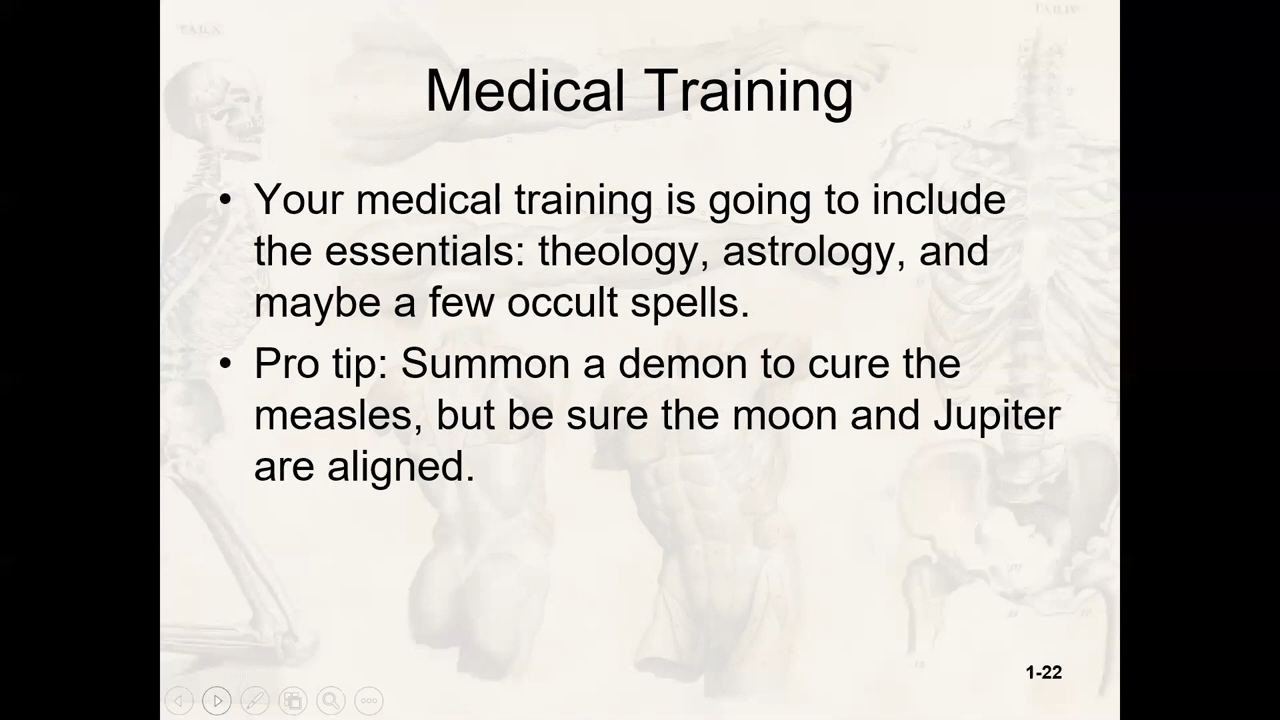 Medical Training
• Your medical training is going to include
the essentials: theology, astrology, and
maybe a few occult spells.
• Pro tip: Summon a demon to cure the
measles, but be sure the moon and Jupiter
are aligned.
1-22